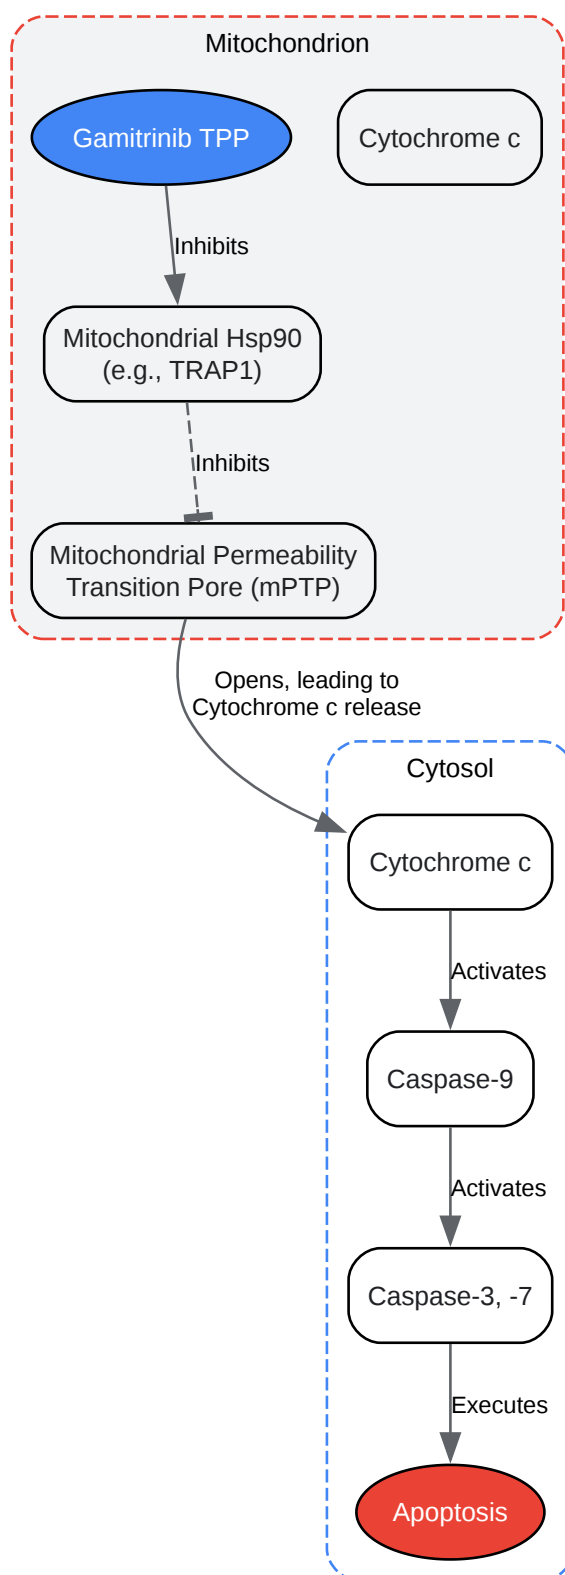 Mitochondrion
Gamitrinib TPP
Cytochrome c
Inhibits
Mitochondrial Hsp90
(e.g., TRAP1)
Inhibits
Mitochondrial Permeability
Transition Pore (mPTP)
Opens, leading to
Cytochrome c release
Cytosol
Cytochrome c
Activates
Caspase-9
Activates
Caspase-3, -7
Executes
Apoptosis